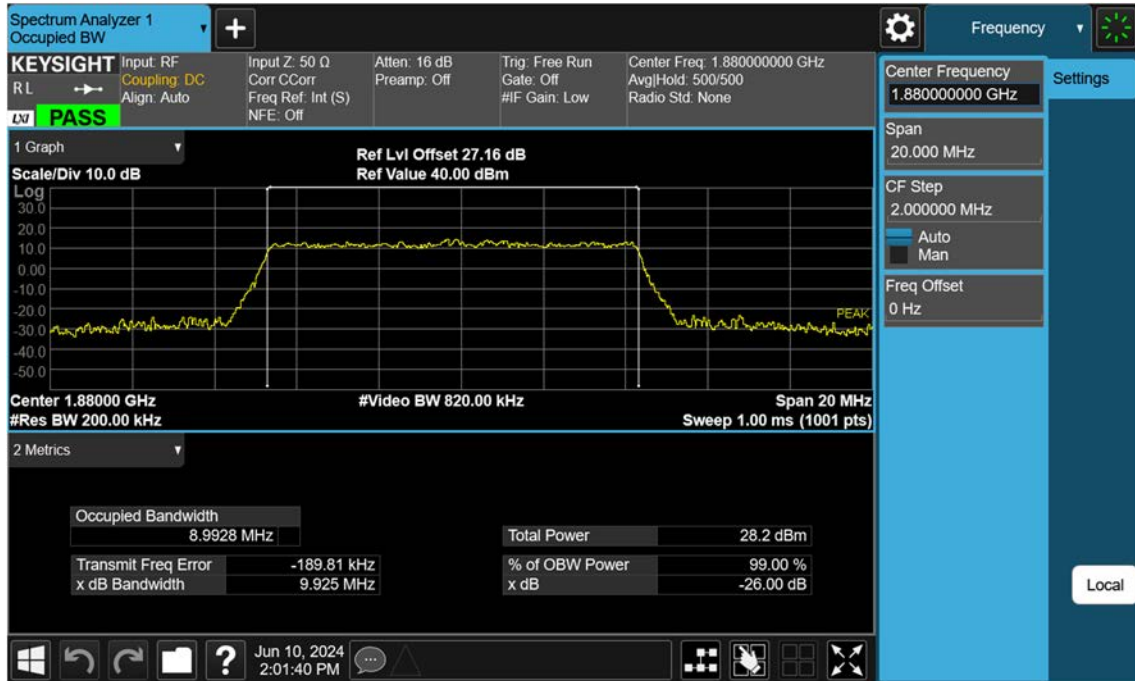 Spectrum Analyzer 1
Occupied BW
+
Frequency
KEYSIGHT
RL
LXI
PASS
Input: RF
Coupling: DC
Align: Auto
Input Z: 50 Ω
Corr CCorr
Freq Ref: Int (S)
NFE: Off
Atten: 16 dB
Preamp: Off
Trig: Free Run
Gate: Off
#IF Gain: Low
Center Freq: 1.880000000 GHz
Avg|Hold: 500/500
Radio Std: None
Center Frequency
1.880000000 GHz
Settings
Span
20.000 MHz
CF Step
2.000000 MHz
Auto
Man
Freq Offset
0 Hz
Local
1 Graph
Scale/Div 10.0 dB
Ref Lvl Offset 27.16 dB
Ref Value 40.00 dBm
Log
30.0
20.0
10.0
0.00
-10.0
-20.0
-30.0
-40.0
-50.0
PEAK
Center 1.88000 GHz
#Video BW 820.00 kHz
Span 20 MHz
#Res BW 200.00 kHz
Sweep 1.00 ms (1001 pts)
2 Metrics
Occupied Bandwidth
8.9928 MHz
Total Power 28.2 dBm
Transmit Freq Error -189.81 kHz
% of OBW Power 99.00 %
x dB Bandwidth 9.925 MHz
x dB -26.00 dB
?
Jun 10, 2024
2:01:40 PM